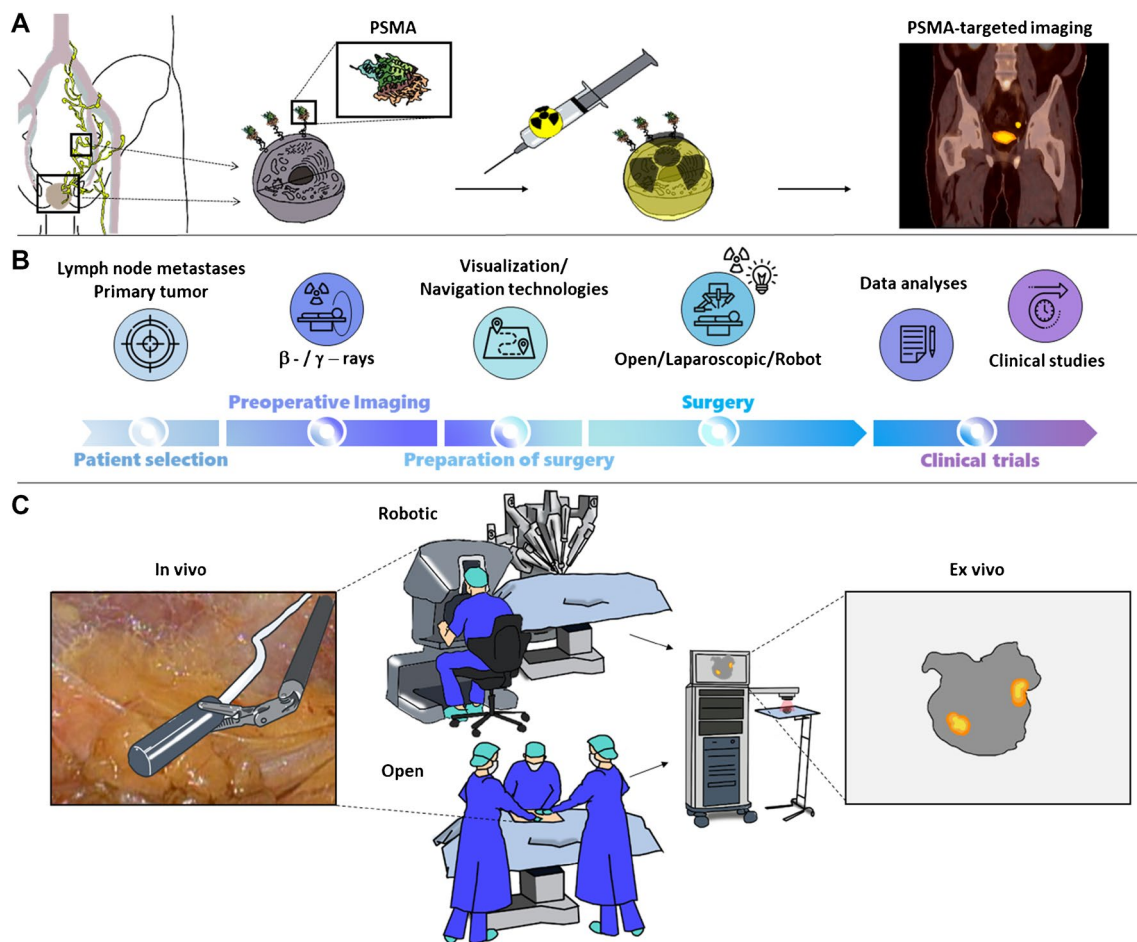 A
PSMA
PSMA-targeted imaging
B
Lymph node metastases
Primary tumor
β - / γ – rays
Visualization/
Navigation technologies
Open/Laparoscopic/Robot
Data analyses
Clinical studies
Preoperative Imaging
Surgery
Patient selection
Preparation of surgery
Clinical trials
C
Robotic
In vivo
Ex vivo
Open